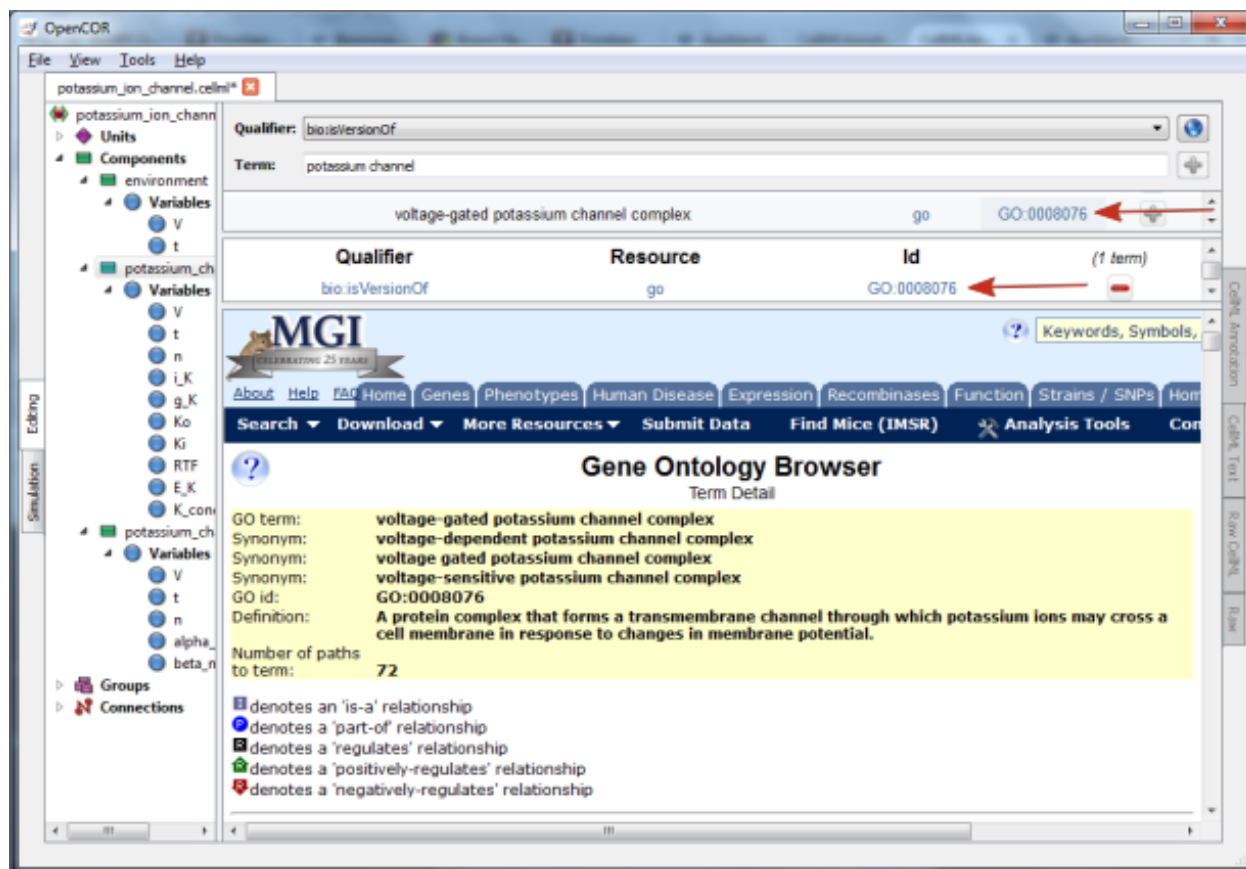 OpenCOR
File View Tools Help
potassium_ion_channel.cellml*
potassium_ion_chann
Units
Components
environment
Variables
V
t
potassium_ch
Variables
V
t
n
i_K
g_K
Ko
Ki
RTF
E_K
K_con
potassium_ch
Variables
V
t
n
alpha_
beta_n
Groups
Connections
Editing
Simulation
Qualifier: bio:isVersionOf
Term: potassium channel
voltage-gated potassium channel complex go GO:0008076
Qualifier Resource Id (1 term)
bio:isVersionOf go GO:0008076
MGI
CELEBRATING 25 YEARS
Keywords, Symbols,
About Help FAQ Home Genes Phenotypes Human Disease Expression Recombinases Function Strains / SNPs Hom
Search Download More Resources Submit Data Find Mice (IMSR) Analysis Tools Con
Gene Ontology Browser
Term Detail
GO term: voltage-gated potassium channel complex
Synonym: voltage-dependent potassium channel complex
Synonym: voltage gated potassium channel complex
Synonym: voltage-sensitive potassium channel complex
GO id: GO:0008076
Definition: A protein complex that forms a transmembrane channel through which potassium ions may cross a
cell membrane in response to changes in membrane potential.
Number of paths
to term: 72
denotes an 'is-a' relationship
P denotes a 'part-of' relationship
R denotes a 'regulates' relationship
R denotes a 'positively-regulates' relationship
R denotes a 'negatively-regulates' relationship
CellML Annotation
CellML Text
Raw CellML
Raw